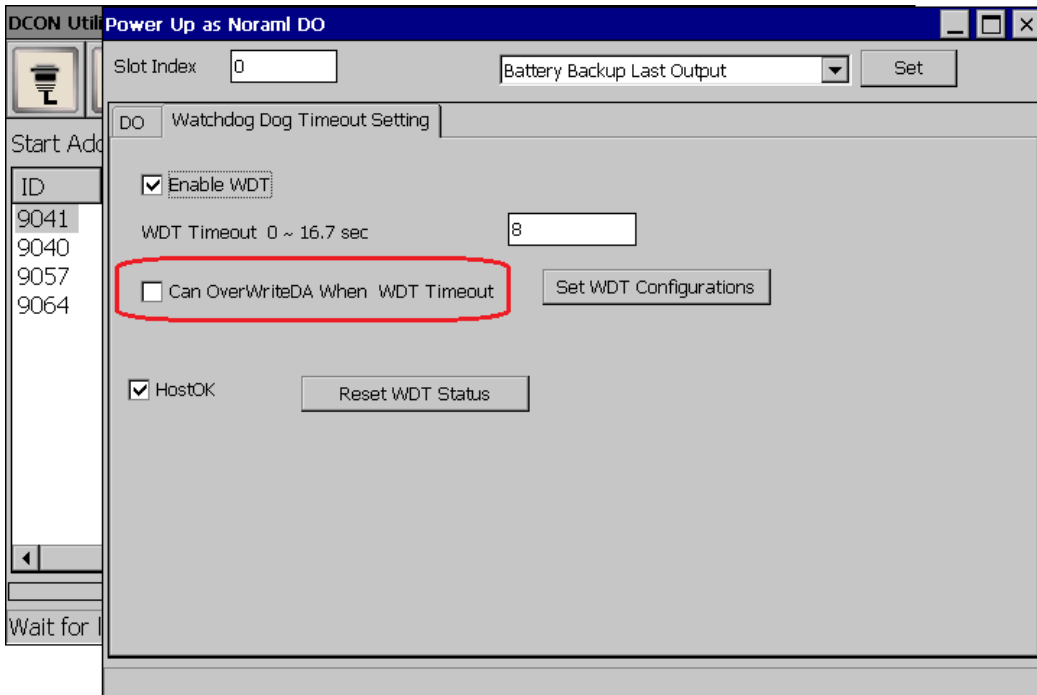 DCON Utili
Power Up as Noraml DO
Slot Index 0 Battery Backup Last Output Set
DO Watchdog Dog Timeout Setting
Start Add
Enable WDT
ID
9041
9040
9057
9064
WDT Timeout 0 ~ 16.7 sec 8
Can OverWriteDA When WDT Timeout Set WDT Configurations
HostOK Reset WDT Status
Wait for